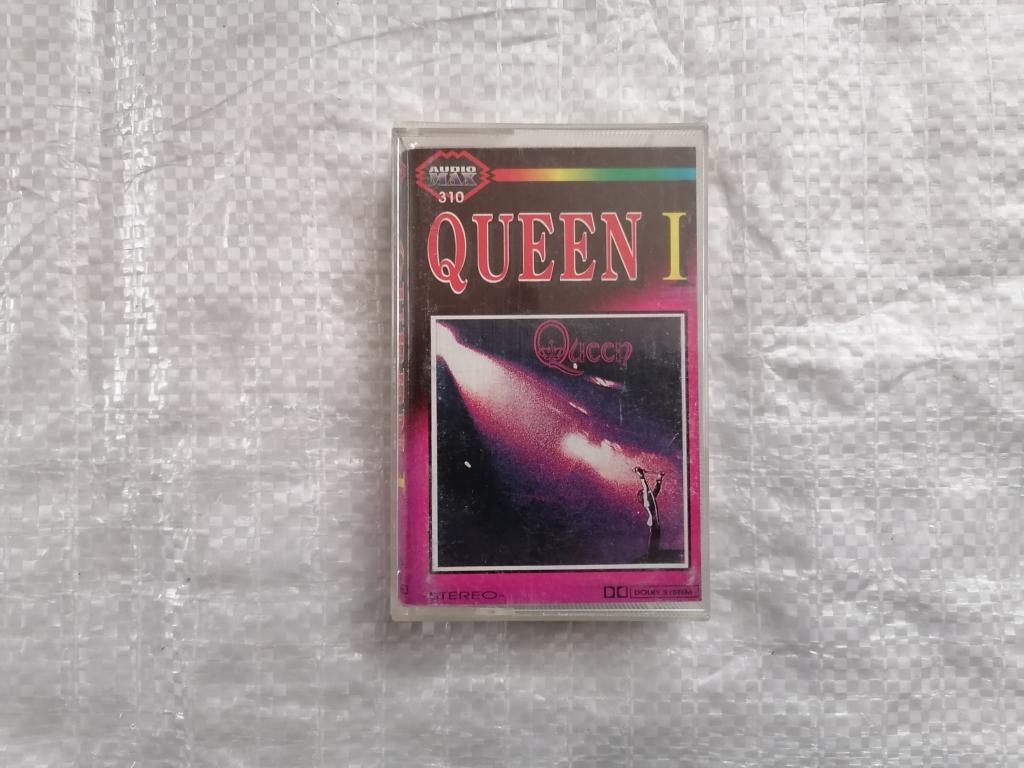 AUDIO
MAX
310
QUEEN I
Queen
-STEREO-
DOLBY SYSTEM